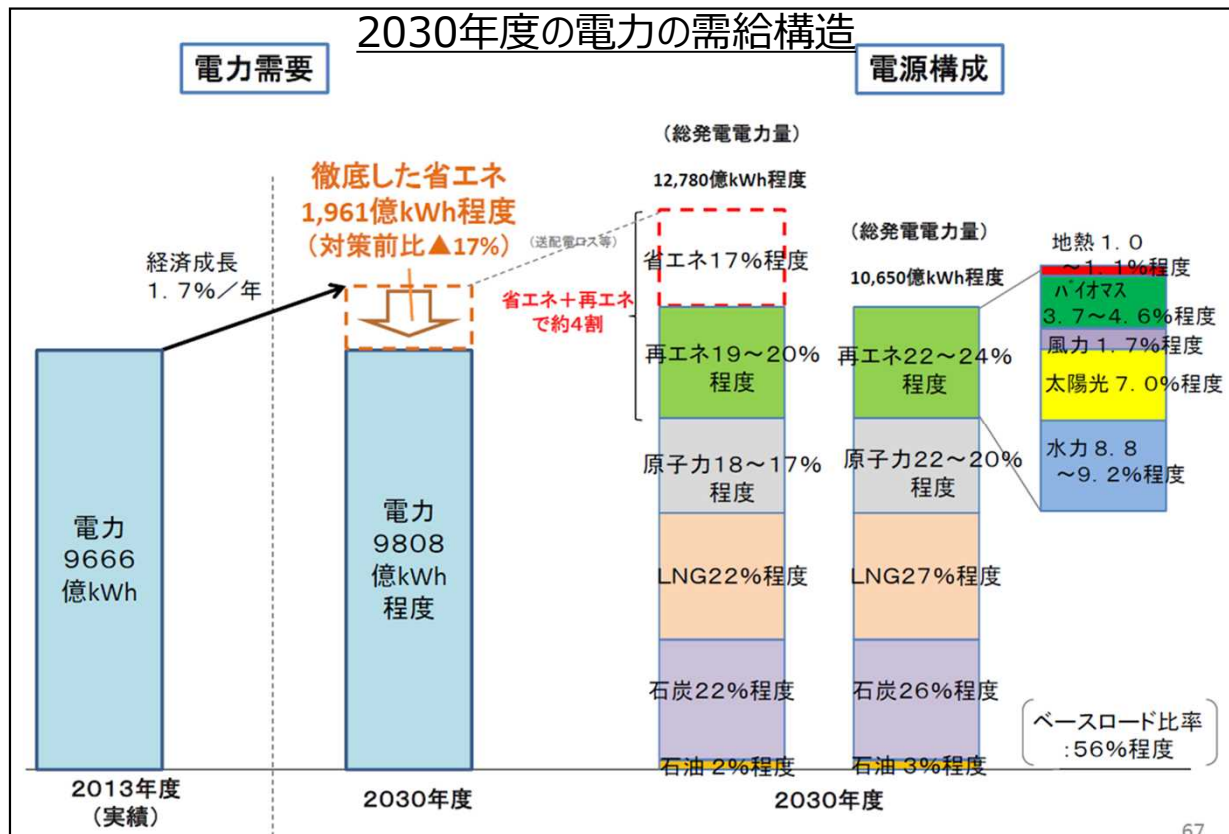 2030年度の電力の需給構造
電力需要
電源構成
徹底した省エネ
1,961億kWh程度
(対策前比▲17%)
経済成長
1.7%/年
電力
9666
億kWh
電力
9808
億kWh
程度
2013年度
(実績)
2030年度
(送配電ロス等)
省エネ+再エネ
で約4割
(総発電電力量)
12,780億kWh程度
省エネ17%程度
再エネ19~20%
程度
原子力18~17%
程度
LNG22%程度
石炭22%程度
石油 2%程度
(総発電電力量)
10,650億kWh程度
再エネ22~24%
程度
原子力22~20%
程度
LNG27%程度
石炭26%程度
石油 3%程度
2030年度
地熱 1.0
~1.1%程度
バイオマス
3.7~4.6%程度
風力 1.7%程度
太陽光 7.0%程度
水力 8.8
~9.2%程度
ベースロード比率
:56%程度
67